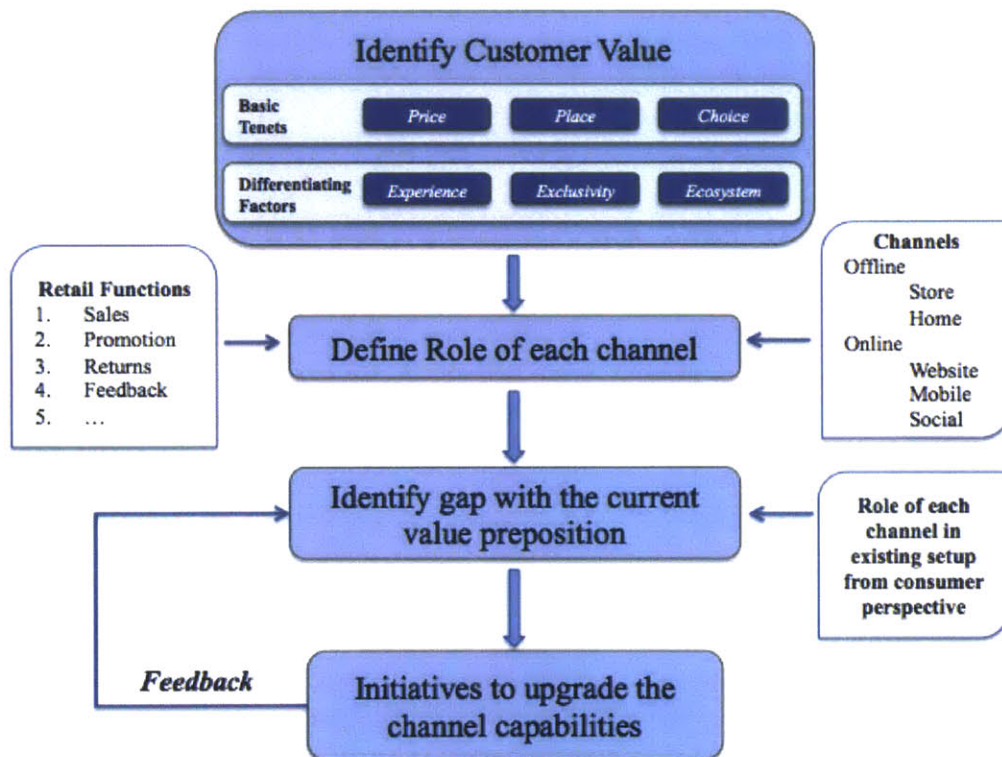 Identify Customer Value
Basic
Tenets
Price
Place
Choice
Differentiating
Factors
Experience
Exclusivity
Ecosystem
Retail Functions
1. Sales
2. Promotion
3. Returns
4. Feedback
5. …
Define Role of each channel
Channels
Offline
Store
Home
Online
Website
Mobile
Social
Identify gap with the current
value preposition
Role of each
channel in
existing setup
from consumer
perspective
Feedback
Initiatives to upgrade the
channel capabilities